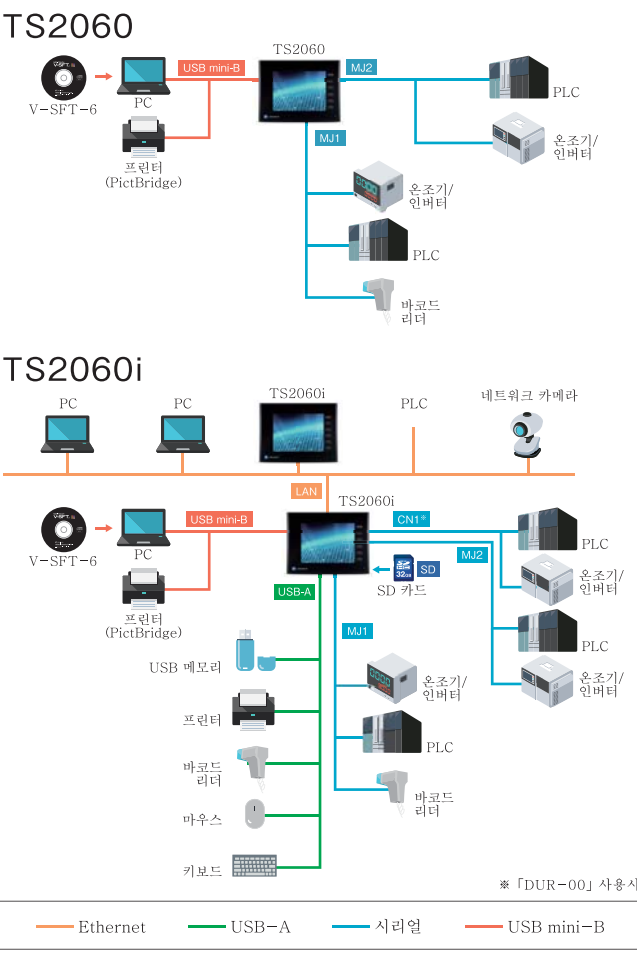 TS2060
TS2060
V-SFT-6
PC
USB mini-B
MJ2
PLC
프린터
(PictBridge)
MJ1
온조기/
인버터
온조기/
인버터
PLC
바코드
리더
TS2060i
PC
PC
TS2060i
PLC
네트워크 카메라
LAN
TS2060i
V-SFT-6
PC
USB mini-B
CN1※
PLC
MJ2
프린터
(PictBridge)
USB-A
32GB
SD
SD 카드
온조기/
인버터
MJ1
PLC
USB 메모리
온조기/
인버터
온조기/
인버터
프린터
PLC
바코드
리더
바코드
리더
마우스
키보드
※「DUR-00」사용시
Ethernet
USB-A
시리얼
USB mini-B